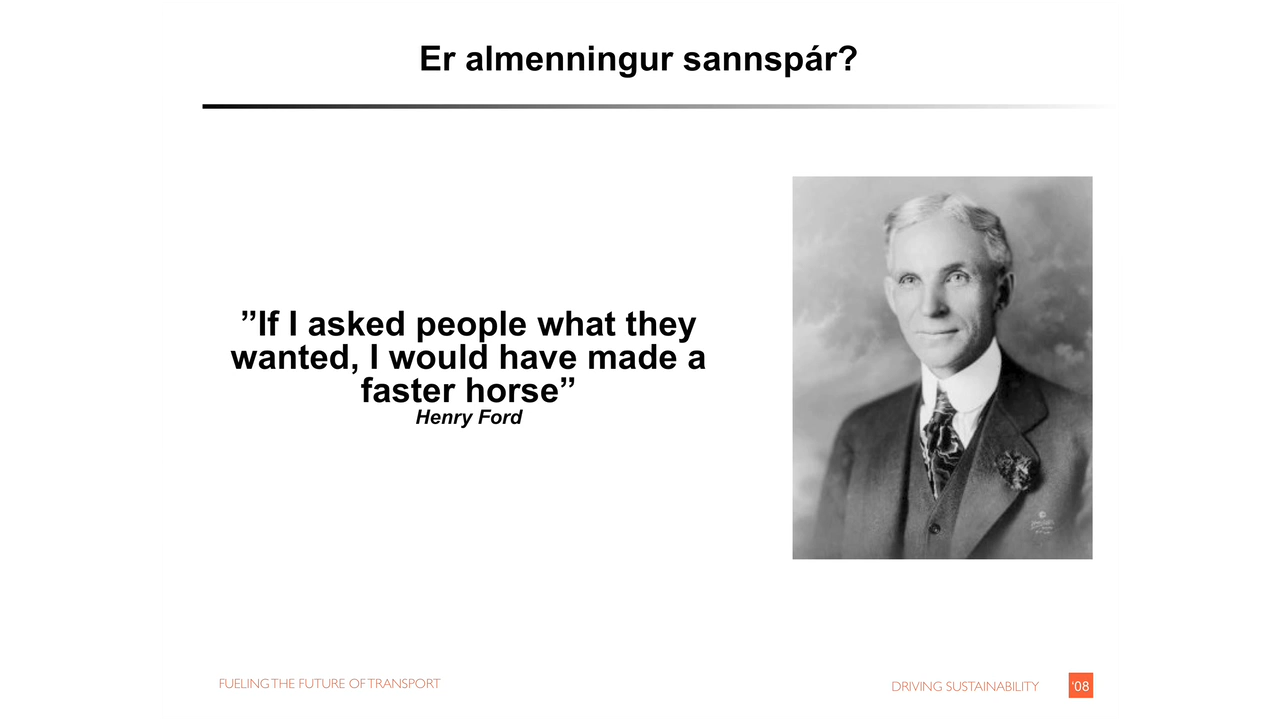 Er almenningur sannspár?
”If I asked people what they
wanted, I would have made a
faster horse”
Henry Ford
FUELING THE FUTURE OF TRANSPORT
DRIVING SUSTAINABILITY
‘08